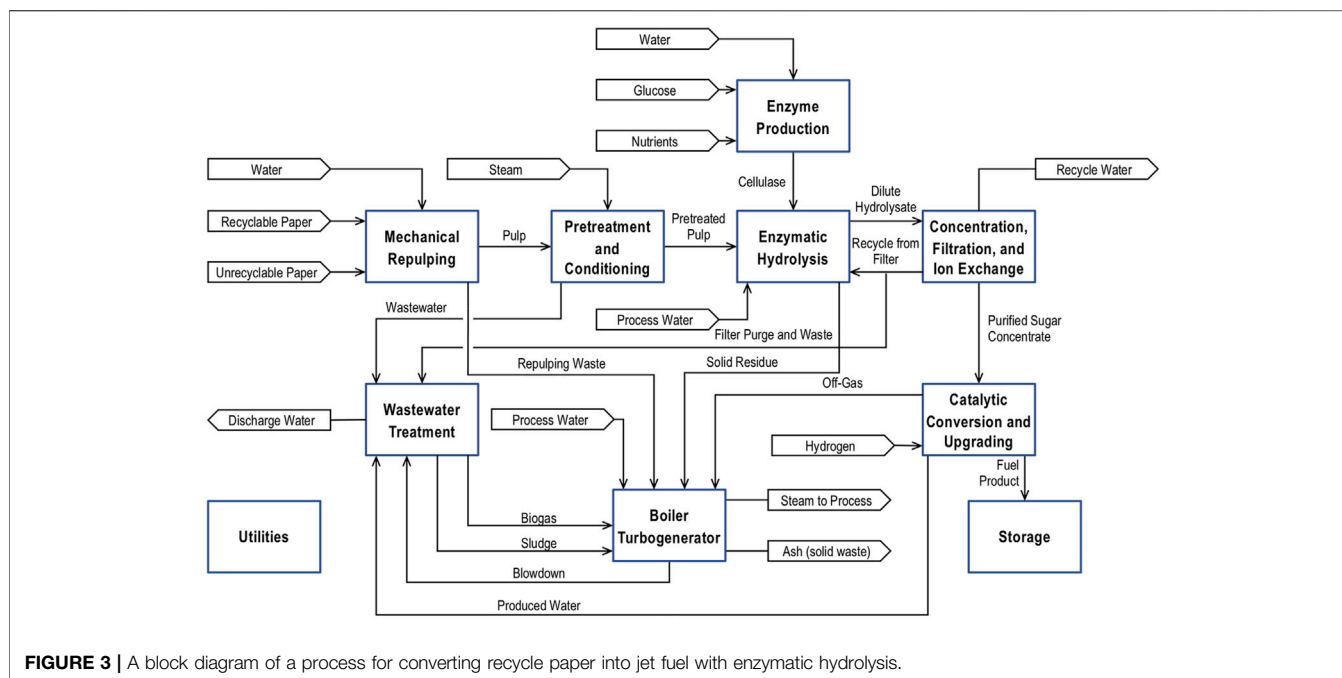 Water
Glucose
Nutrients
Enzyme
Production
Cellulase
Water
Recyclable Paper
Unrecyclable Paper
Mechanical
Repulping
Pulp
Steam
Pretreatment
and
Conditioning
Pretreated
Pulp
Enzymatic
Hydrolysis
Dilute
Hydrolysate
Recycle from
Filter
Concentration,
Filtration, and
Ion Exchange
Recycle Water
Wastewater
Process Water
Filter Purge and Waste
Purified Sugar
Concentrate
Repulping Waste
Solid Residue
Off-Gas
Discharge Water
Wastewater
Treatment
Process Water
Catalytic
Conversion and
Upgrading
Hydrogen
Fuel
Product
Utilities
Biogas
Sludge
Blowdown
Produced Water
Boiler
Turbogenerator
Steam to Process
Ash (solid waste)
Storage
FIGURE 3 | A block diagram of a process for converting recycle paper into jet fuel with enzymatic hydrolysis.